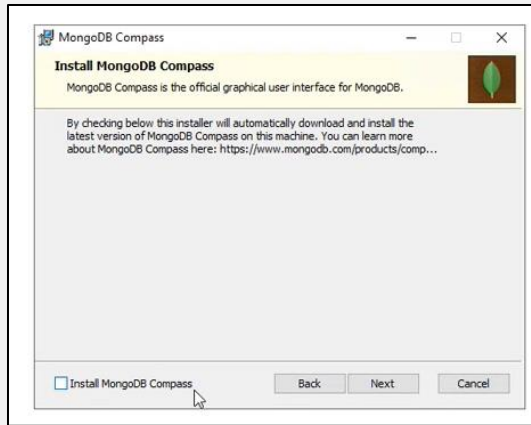 MongoDB Compass
Install MongoDB Compass
MongoDB Compass is the official graphical user interface for MongoDB.
By checking below this installer will automatically download and install the
latest version of MongoDB Compass on this machine. You can learn more
about MongoDB Compass here: https://www.mongodb.com/products/comp...
Install MongoDB Compass
Back
Next
Cancel